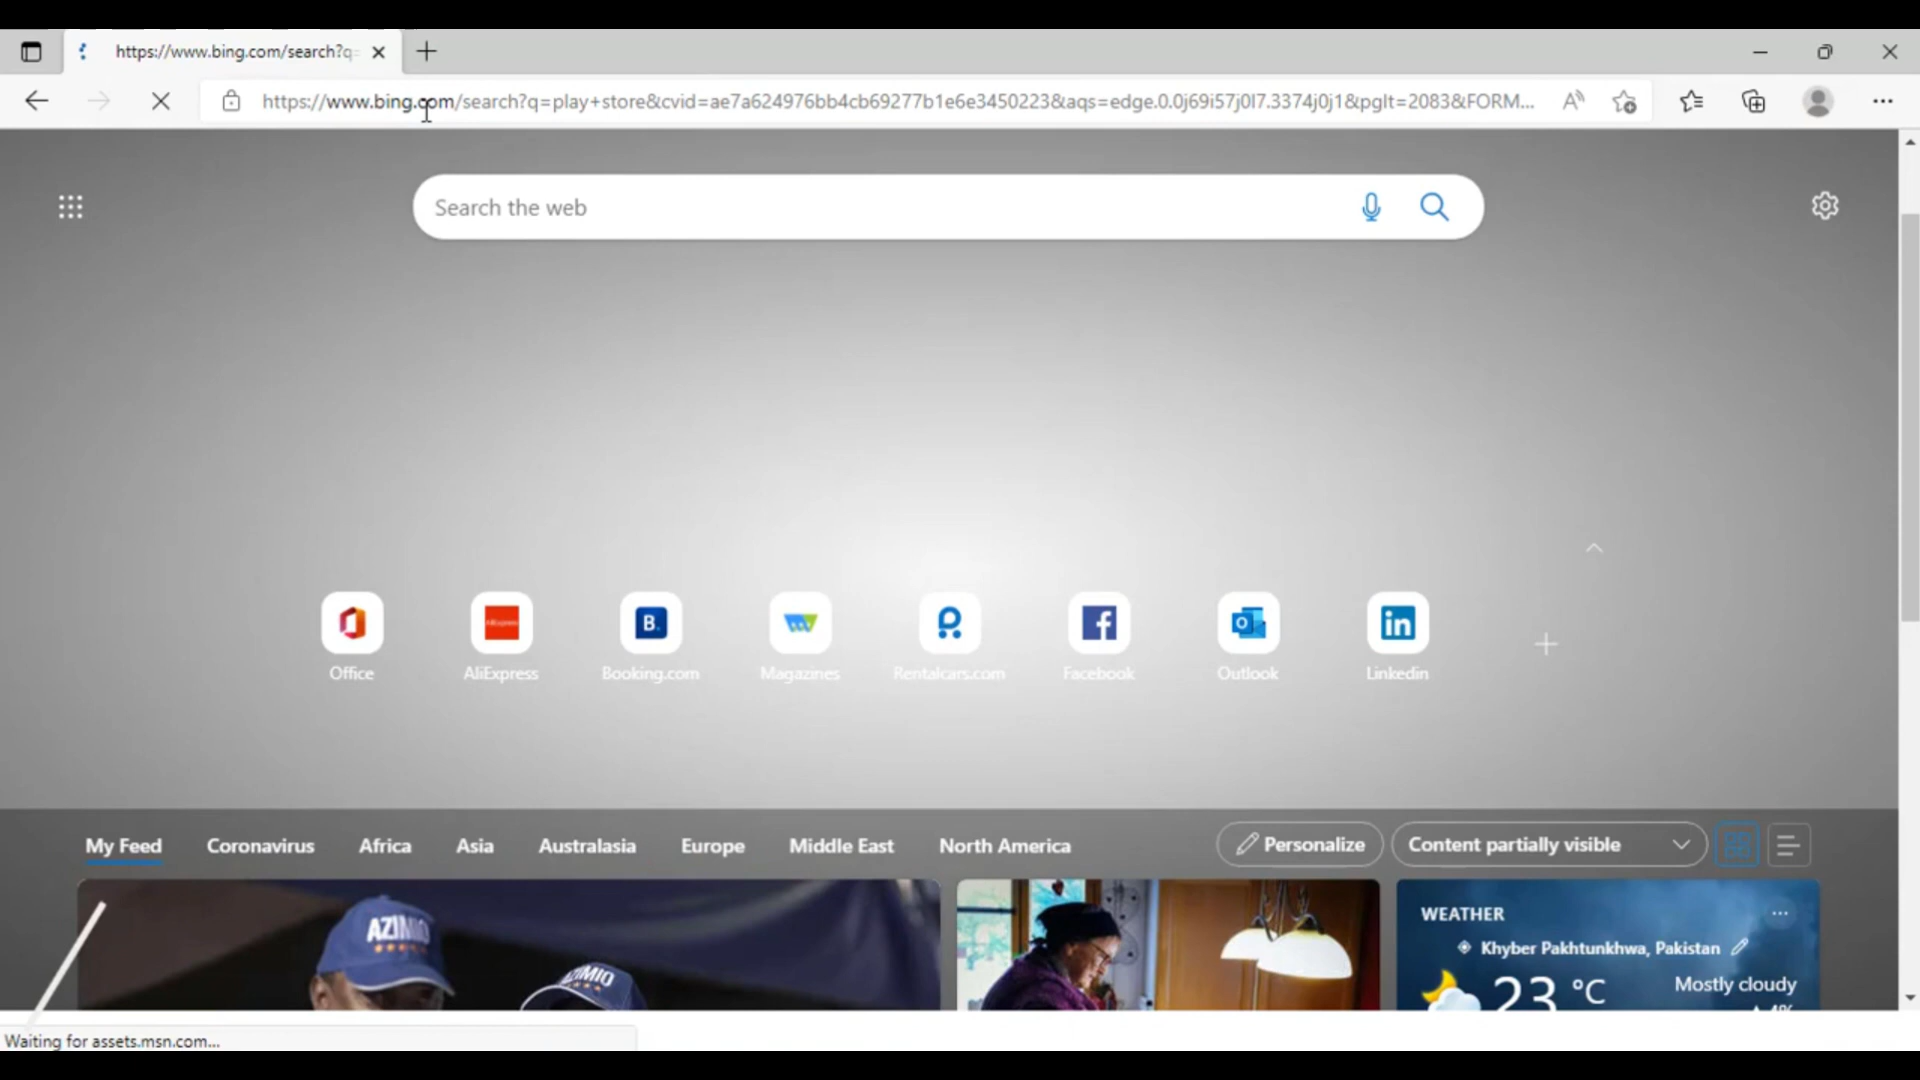 https://www.bing.com/search?q=
https://www.bing.com/search?q=play+store&cvid=ae7a624976bb4cb69277b1e6e3450223&aqs=edge.0.0j69i57j0l7.3374j0j1&pglt=2083&FORM...
Search the web
Office
AliExpress
B.
AliExpress
Booking.com
Magazines
Rentalcars.com
Facebook
Outlook
Linkedin
My Feed
Coronavirus
Africa
Asia
Australasia
Europe
Middle East
North America
Personalize
Content partially visible
AZIMIO
AZIMIO
WEATHER
Khyber Pakhtunkhwa, Pakistan
23 °C
Mostly cloudy
Waiting for assets.msn.com...